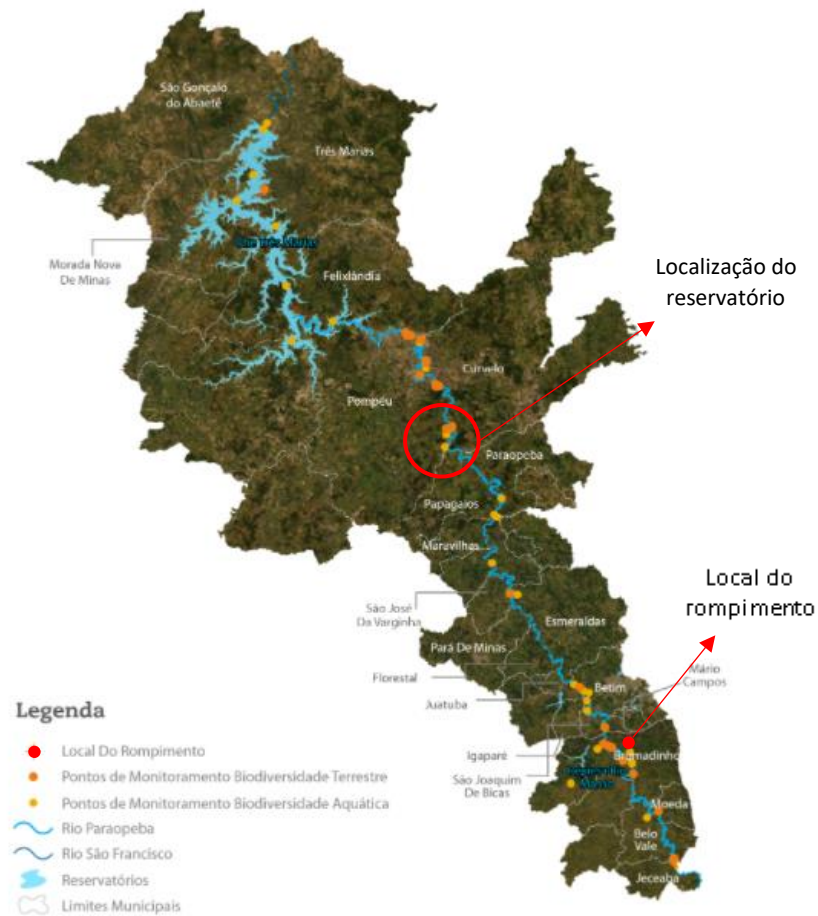 São Gonçalo
do Abaeté
Três Marias
Morada Nova
De Minas
Felixlândia
Localização do
reservatório
Curvelo
Pompéu
Paraopeba
Papagaios
Maravilhas
São José
Da Varginha
Esmeraldas
Local do
rompimento
Pará De Minas
Florestal
Juatuba
Betim
Mário
Campos
Igaparé
Brumadinho
São Joaquim
De Bicas
Moeda
Belo
Vale
Jeceaba
Legenda
Local Do Rompimento
Pontos de Monitoramento Biodiversidade Terrestre
Pontos de Monitoramento Biodiversidade Aquática
Rio Paraopeba
Rio São Francisco
Reservatórios
Limites Municipais